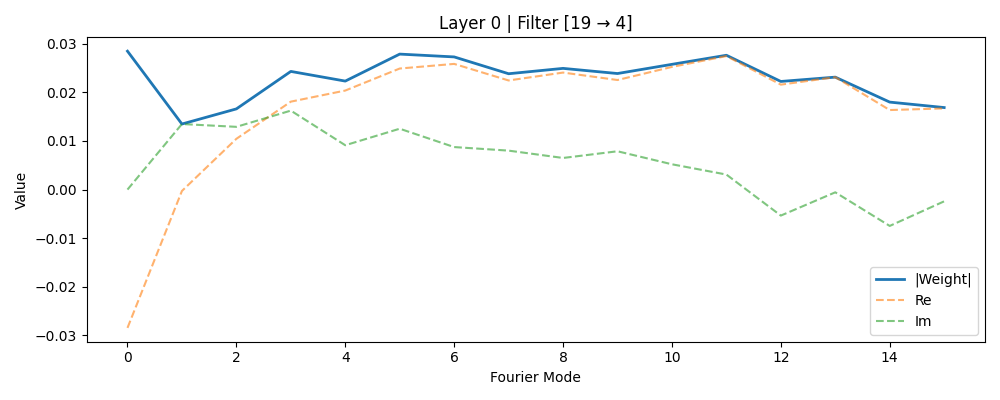 Layer 0 | Filter [19 → 4]
Value
0.03
0.02
0.01
0.00
−0.01
−0.02
−0.03
|Weight|
Re
Im
0 2 4 6 8 10 12 14
Fourier Mode